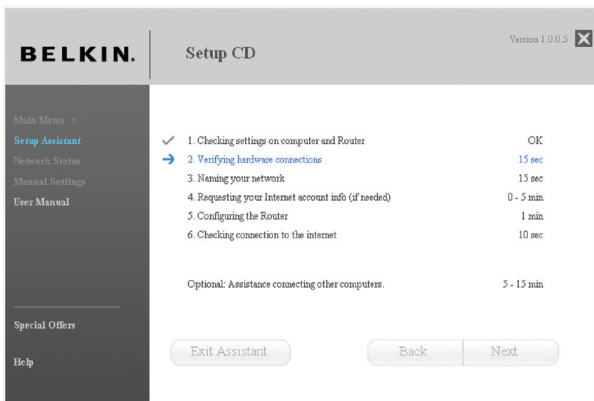 BELKIN.
Setup CD
Version 1.0.0.5
Main Menu >
Setup Assistant
Network Status
Manual Settings
User Manual
Special Offers
Help
1. Checking settings on computer and Router OK
2. Verifying hardware connections 15 sec
3. Naming your network 15 sec
4. Requesting your Internet account info (if needed) 0 - 5 min
5. Configuring the Router 1 min
6. Checking connection to the internet 10 sec
Optional: Assistance connecting other computers. 5 - 15 min
Exit Assistant Back Next